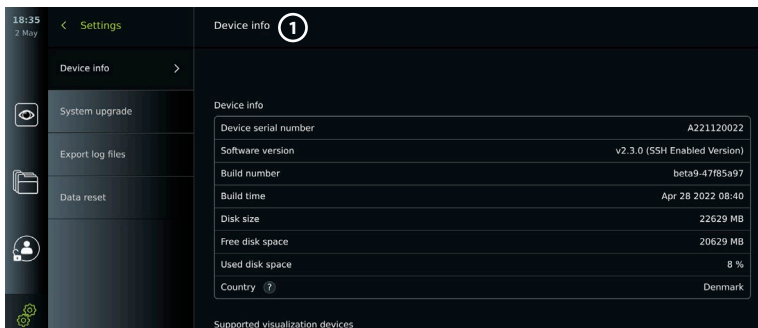 18:35
2 May
Settings
Device info
1
Device info
System upgrade
Export log files
Data reset
Device info
Device serial number A221120022
Software version v2.3.0 (SSH Enabled Version)
Build number beta9-47f85a97
Build time Apr 28 2022 08:40
Disk size 22629 MB
Free disk space 20629 MB
Used disk space 8 %
Country ? Denmark
Supported visualization devices